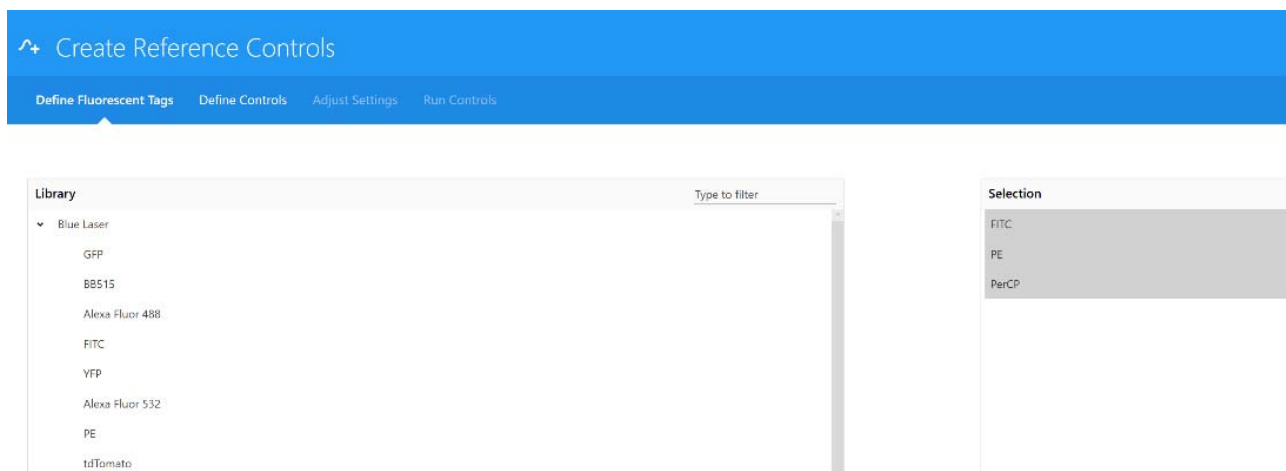 Create Reference Controls
Define Fluorescent Tags Define Controls Adjust Settings Run Controls
Library Type to filter
Blue Laser
GFP
BB515
Alexa Fluor 488
FITC
YFP
Alexa Fluor 532
PE
tdTomato
Selection
FITC
PE
PerCP